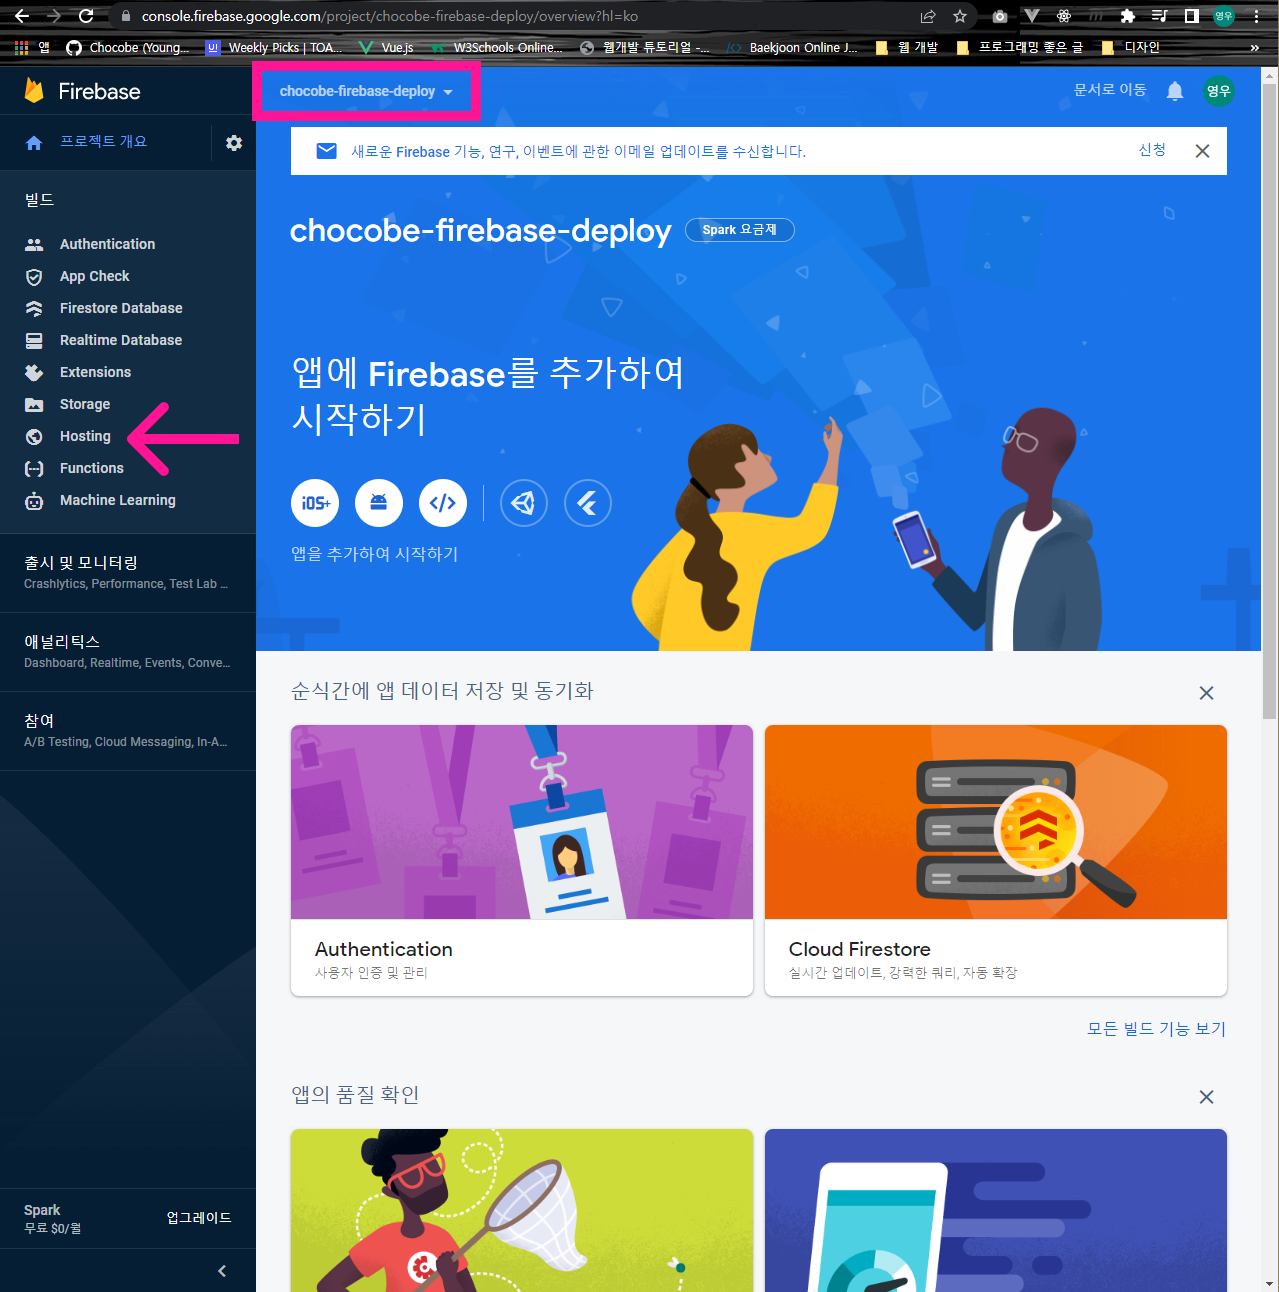 console.firebase.google.com/project/chocobe-firebase-deploy/overview?hl=ko
영우
앱
Chocobe (Young...
UI
Weekly Picks | TOA...
Vue.js
W3Schools Online...
웹개발 튜토리얼 -...
Baekjoon Online J...
웹 개발
프로그래밍 좋은 글
디자인
»
Firebase
chocobe-firebase-deploy
문서로 이동
영우
프로젝트 개요
새로운 Firebase 기능, 연구, 이벤트에 관한 이메일 업데이트를 수신합니다.
신청
빌드
Authentication
App Check
Firestore Database
Realtime Database
Extensions
Storage
Hosting
Functions
Machine Learning
출시 및 모니터링
Crashlytics, Performance, Test Lab ...
애널리틱스
Dashboard, Realtime, Events, Conve...
참여
A/B Testing, Cloud Messaging, In-A...
Spark
무료 $0/월
업그레이드
chocobe-firebase-deploy
Spark 요금제
앱에 Firebase를 추가하여
시작하기
iOS+
앱을 추가하여 시작하기
순식간에 앱 데이터 저장 및 동기화
Authentication
사용자 인증 및 관리
Cloud Firestore
실시간 업데이트, 강력한 쿼리, 자동 확장
모든 빌드 기능 보기
앱의 품질 확인